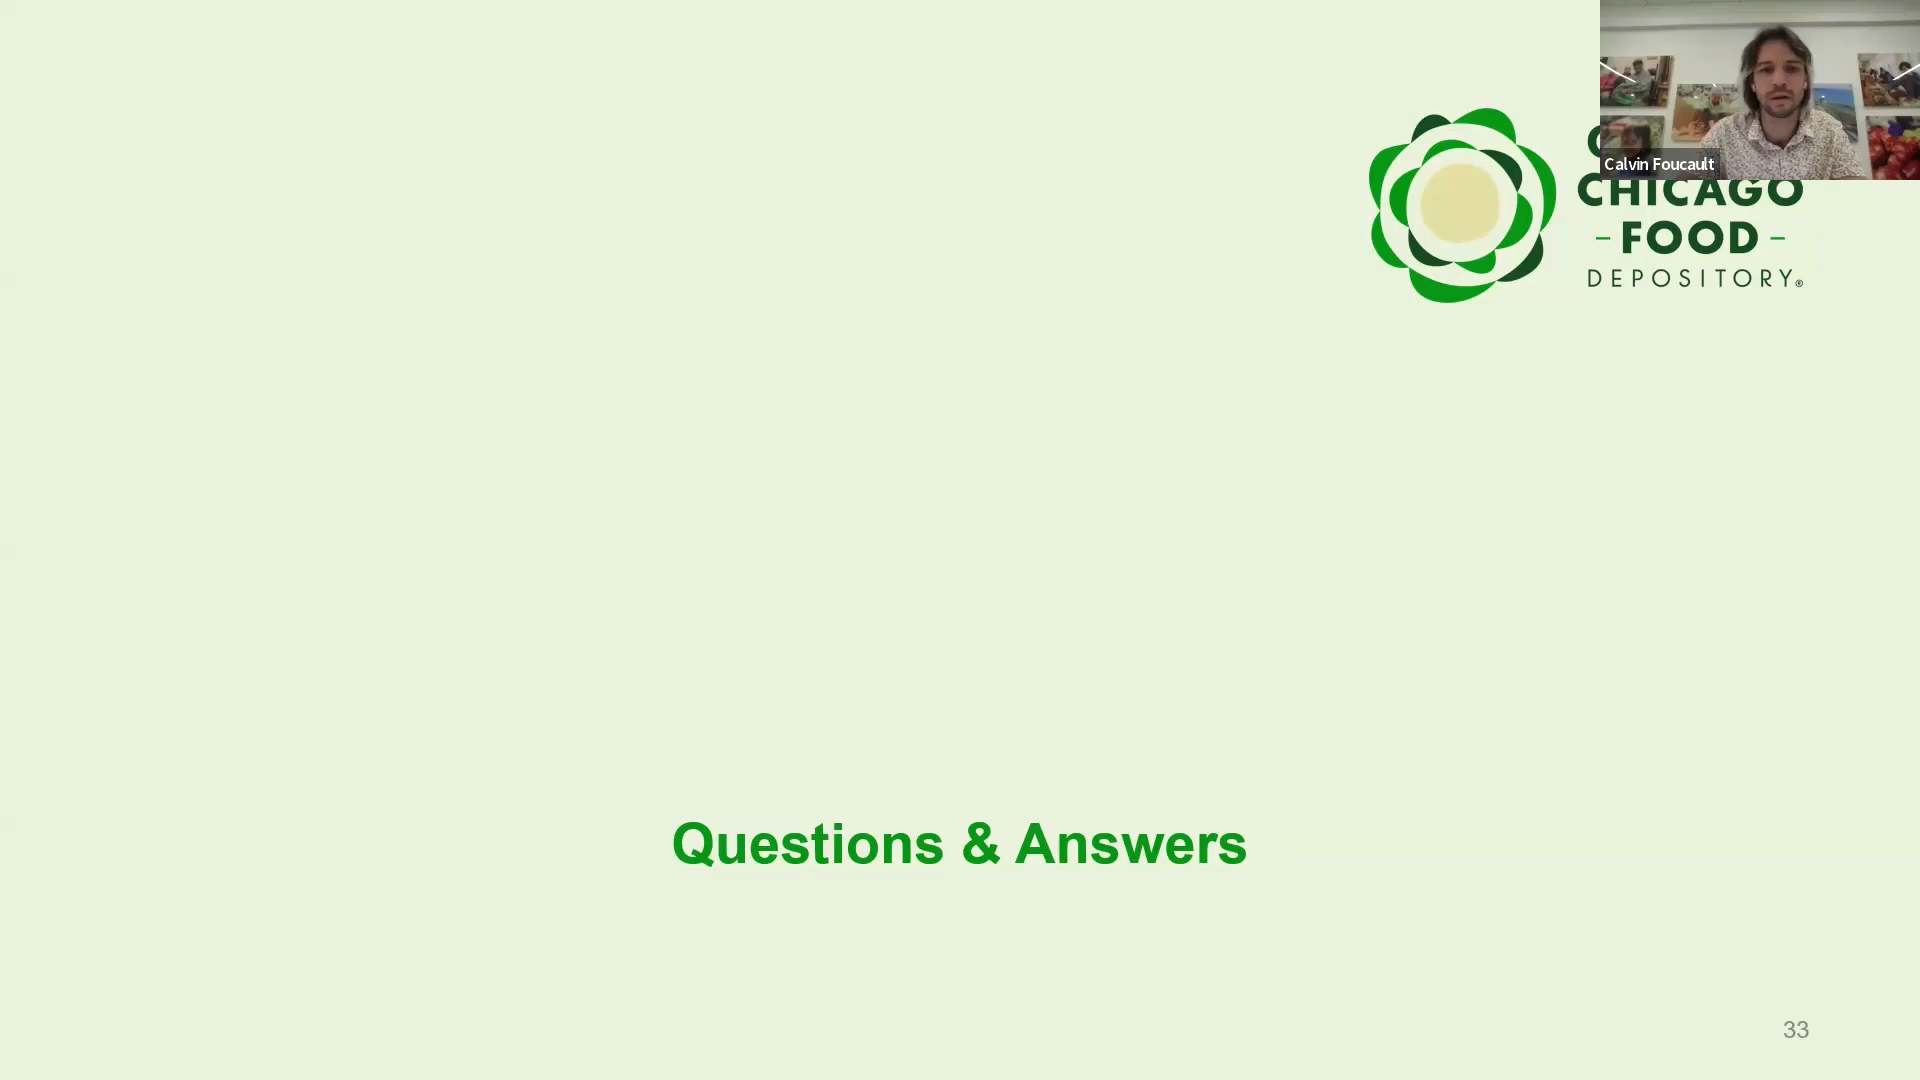 Calvin Foucault
CHICAGO
- FOOD -
DEPOSITORY®
Questions & Answers
33